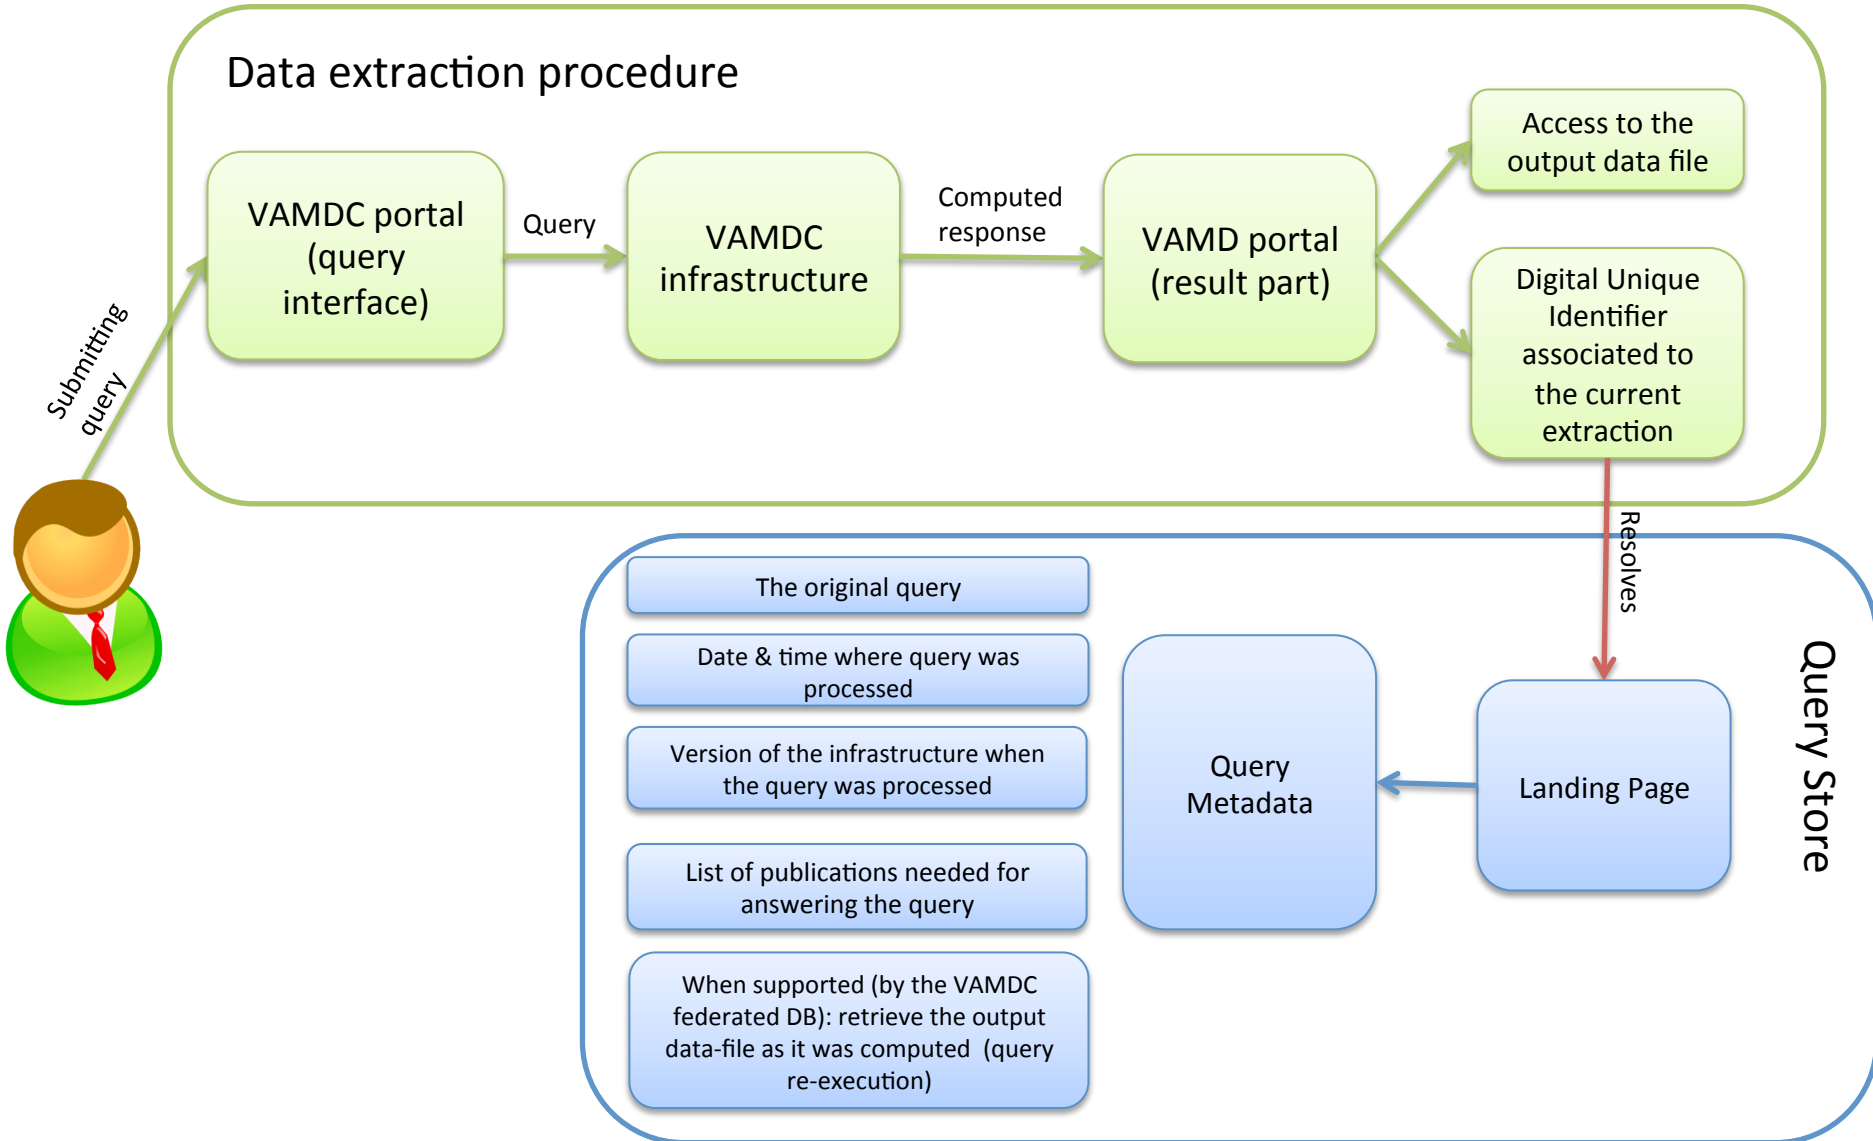 Data extraction procedure
Submitting
query
VAMDC portal
(query
interface)
Query
VAMDC
infrastructure
Computed
response
VAMD portal
(result part)
Access to the
output data file
Digital Unique
Identifier
associated to
the current
extraction
Resolves
Query Store
Landing Page
Query
Metadata
The original query
Date & time where query was
processed
Version of the infrastructure when
the query was processed
List of publications needed for
answering the query
When supported (by the VAMDC
federated DB): retrieve the output
data-file as it was computed (query
re-execution)